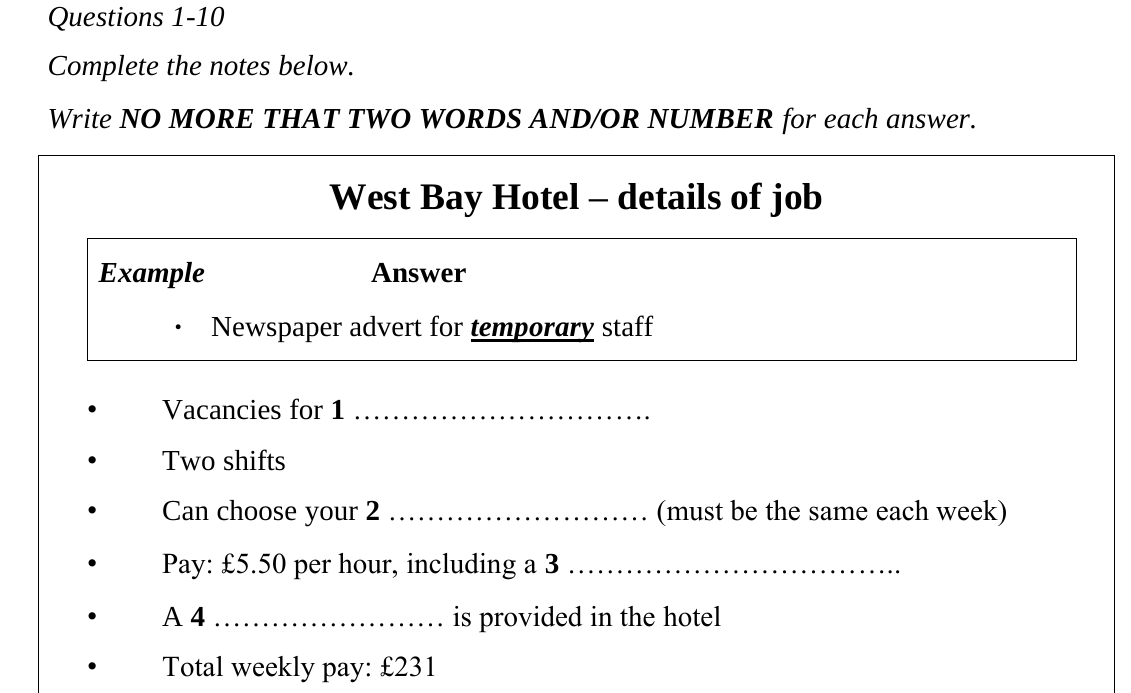 Questions 1-10
Complete the notes below.
Write NO MORE THAT TWO WORDS AND/OR NUMBER for each answer.
West Bay Hotel – details of job
Example Answer
· Newspaper advert for temporary staff
• Vacancies for 1 ………………………….
• Two shifts
• Can choose your 2 ……………………… (must be the same each week)
• Pay: £5.50 per hour, including a 3 ……………………………..
• A 4 …………………… is provided in the hotel
• Total weekly pay: £231